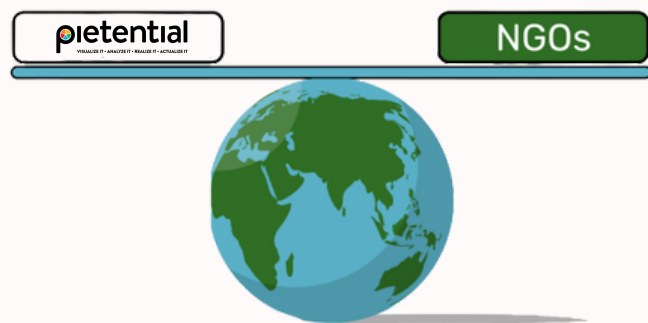 pietential
VISUALIZE IT • ANALYZE IT • REALIZE IT • ACTUALIZE IT
NGOs